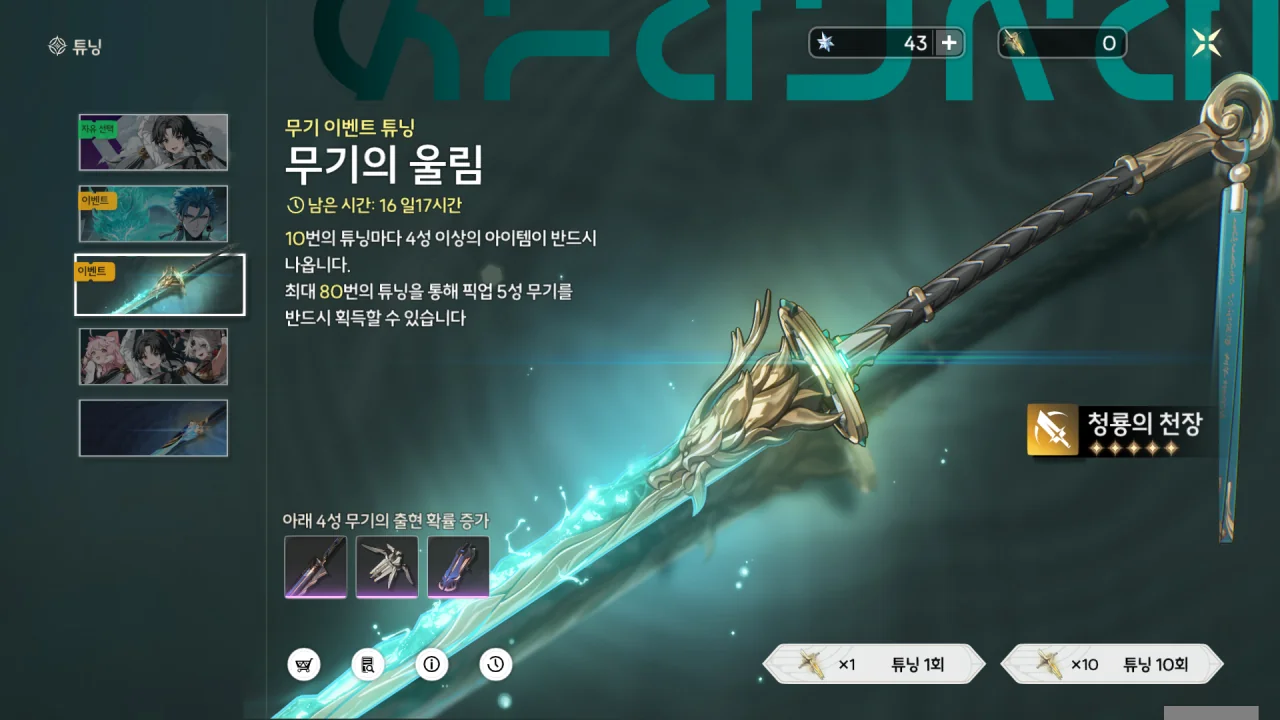 튜닝
43
0
자유 선택
이벤트
이벤트
무기 이벤트 튜닝
무기의 울림
남은 시간: 16 일17시간
10번의 튜닝마다 4성 이상의 아이템이 반드시
나옵니다.
최대 80번의 튜닝을 통해 픽업 5성 무기를
반드시 획득할 수 있습니다
청룡의 천장
아래 4성 무기의 출현 확률 증가
×1 튜닝 1회
×10 튜닝 10회